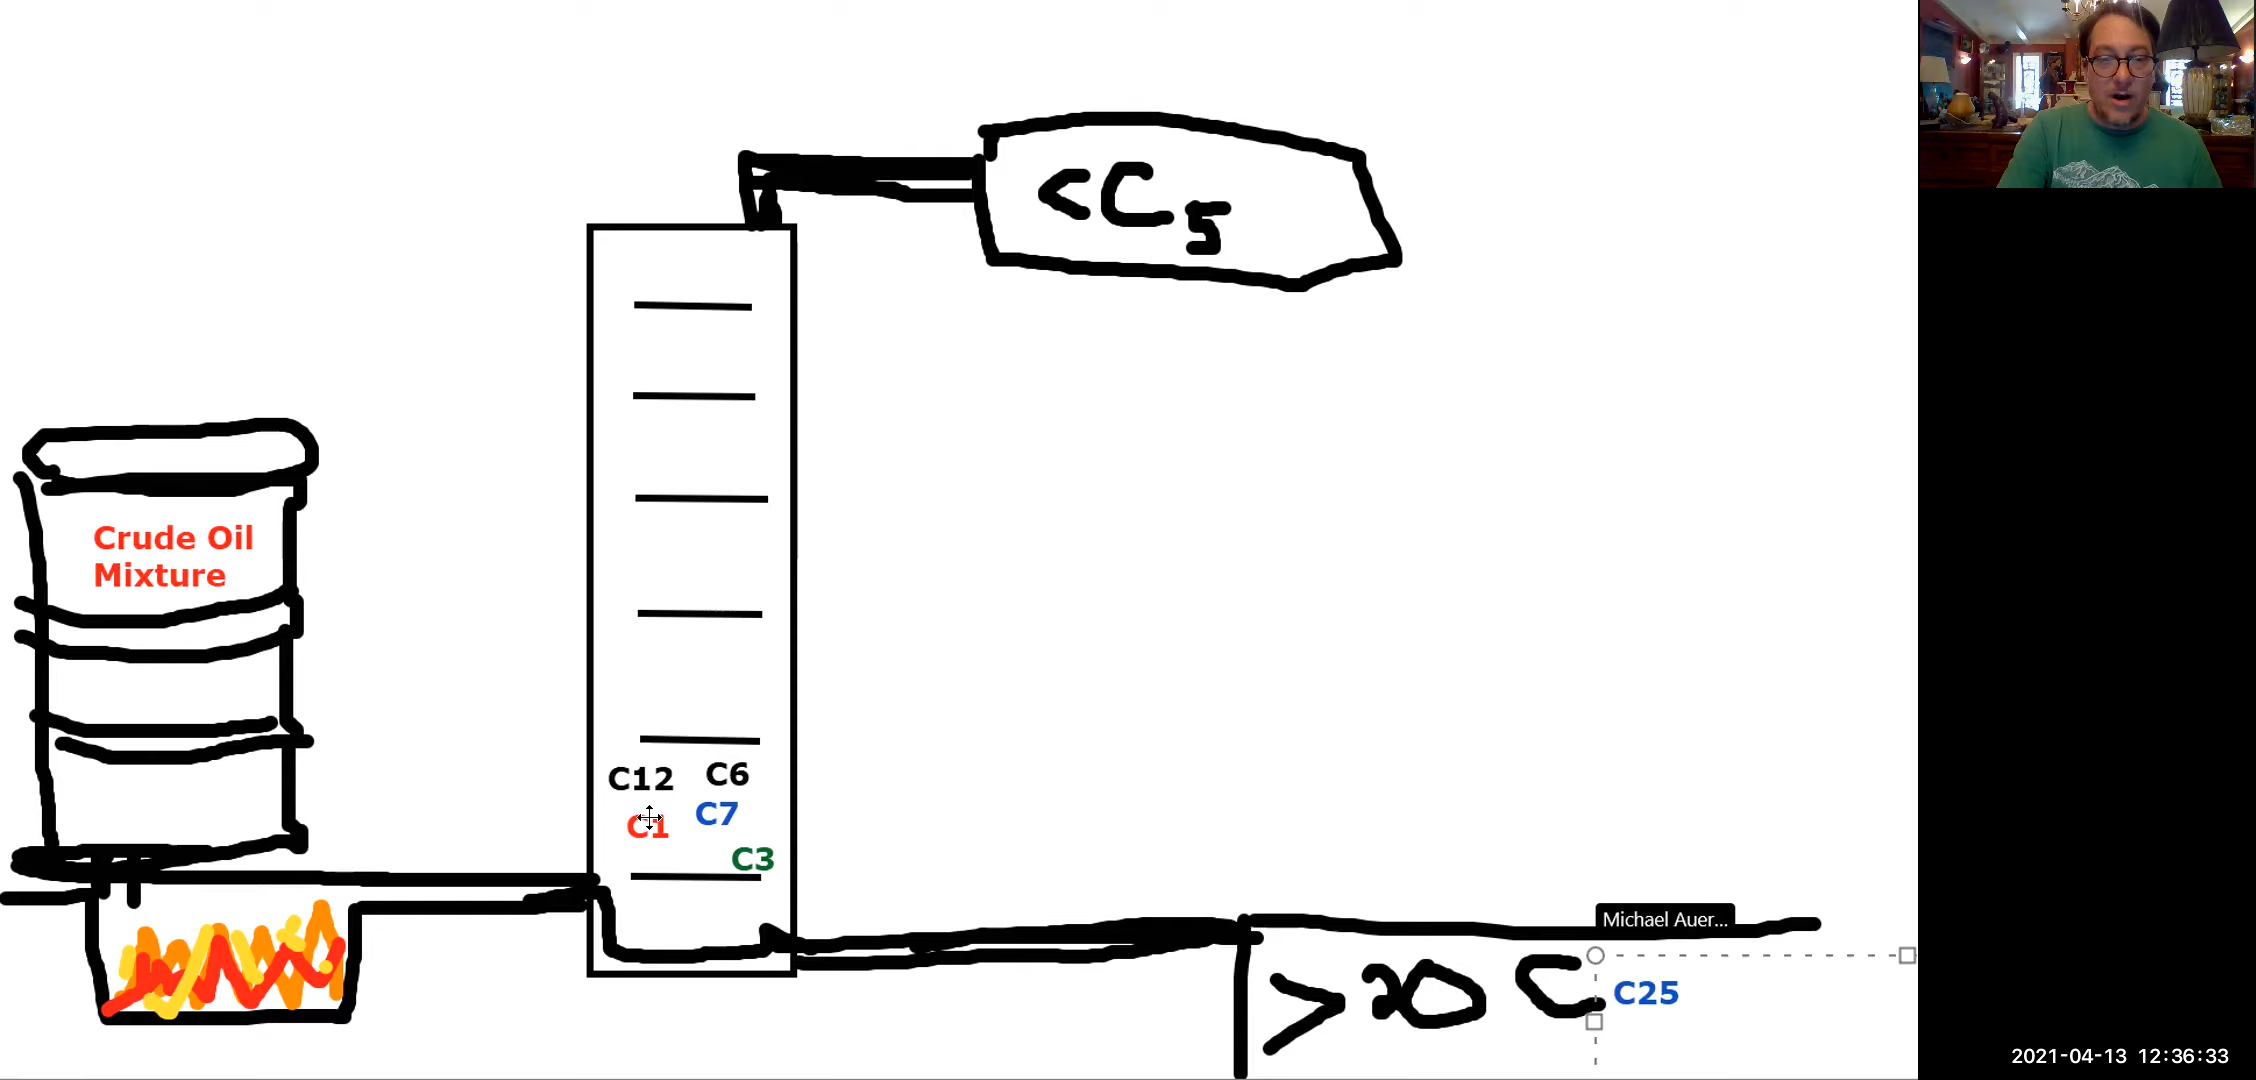 <C5
Crude Oil
Mixture
C12 C6
C1 C7
C3
Michael Auer...
>20 C
C25
2021-04-13 12:36:33